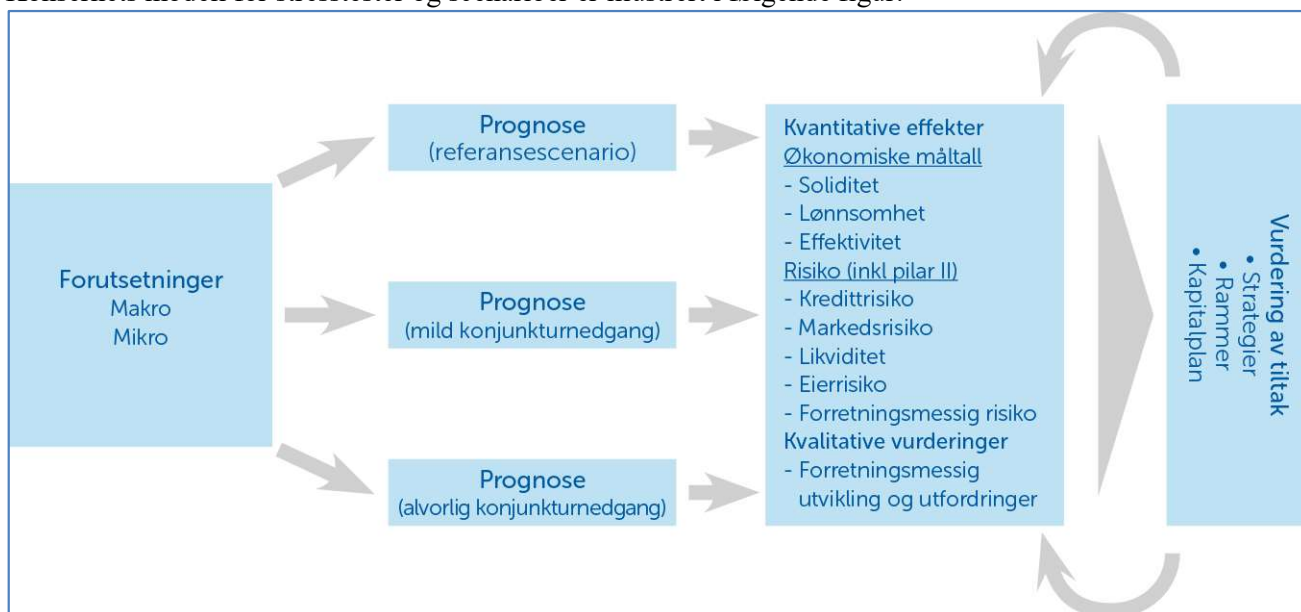 Forutsetninger
Makro
Mikro
Prognose
(referansescenario)
Prognose
(mild konjunkturnedgang)
Prognose
(alvorlig konjunkturnedgang)
Kvantitative effekter
Økonomiske måltall
- Soliditet
- Lønnsomhet
- Effektivitet
Risiko (inkl pilar II)
- Kredittrisiko
- Markedsrisiko
- Likviditet
- Eierrisiko
- Forretningsmessig risiko
Kvalitative vurderinger
- Forretningsmessig
utvikling og utfordringer
Vurdering av tiltak
• Strategier
• Rammer
• Kapitalplan